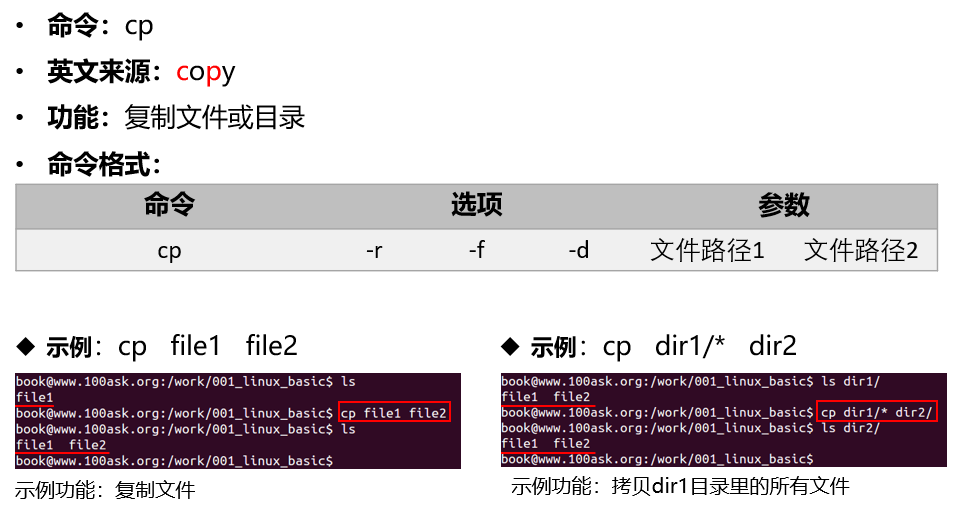 • 命令：cp
• 英文来源：copy
• 功能：复制文件或目录
• 命令格式：
命令 选项 参数
cp -r -f -d 文件路径1 文件路径2
◆ 示例：cp file1 file2
book@www.100ask.org:/work/001_linux_basic$ ls
file1
book@www.100ask.org:/work/001_linux_basic$ cp file1 file2
book@www.100ask.org:/work/001_linux_basic$ ls
file1 file2
book@www.100ask.org:/work/001_linux_basic$
示例功能：复制文件
◆ 示例：cp dir1/* dir2
book@www.100ask.org:/work/001_linux_basic$ ls dir1/
file1 file2
book@www.100ask.org:/work/001_linux_basic$ cp dir1/* dir2/
book@www.100ask.org:/work/001_linux_basic$ ls dir2/
file1 file2
book@www.100ask.org:/work/001_linux_basic$
示例功能：拷贝dir1目录里的所有文件